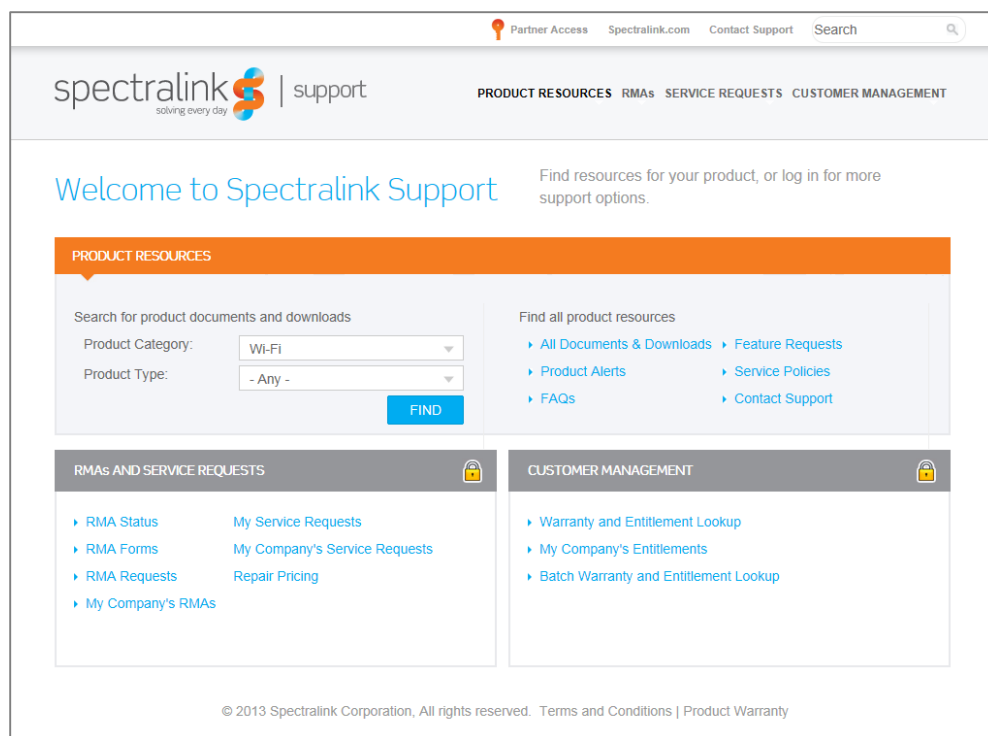 Partner Access Spectralink.com Contact Support Search
spectralink | support
solving every day
PRODUCT RESOURCES RMAs SERVICE REQUESTS CUSTOMER MANAGEMENT
Welcome to Spectralink Support
Find resources for your product, or log in for more
support options.
PRODUCT RESOURCES
Search for product documents and downloads
Product Category: Wi-Fi
Product Type: - Any -
FIND
Find all product resources
All Documents & Downloads Feature Requests
Product Alerts Service Policies
FAQs Contact Support
RMAs AND SERVICE REQUESTS
RMA Status My Service Requests
RMA Forms My Company's Service Requests
RMA Requests Repair Pricing
My Company's RMAs
CUSTOMER MANAGEMENT
Warranty and Entitlement Lookup
My Company's Entitlements
Batch Warranty and Entitlement Lookup
© 2013 Spectralink Corporation, All rights reserved. Terms and Conditions | Product Warranty